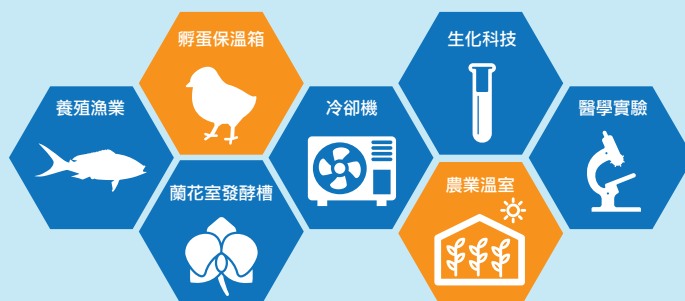 孵蛋保溫箱
生化科技
養殖漁業
冷卻機
醫學實驗
蘭花室發酵槽
農業溫室